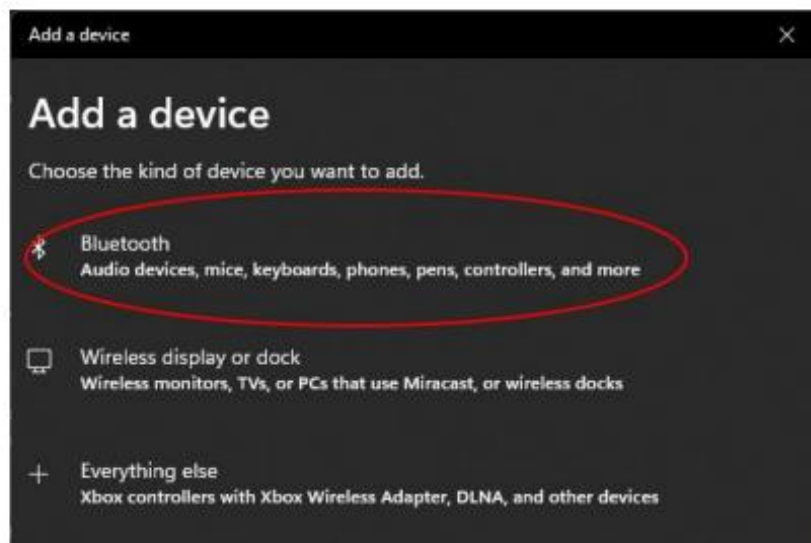 Add a device
Add a device
Choose the kind of device you want to add.
Bluetooth
Audio devices, mice, keyboards, phones, pens, controllers, and more
Wireless display or dock
Wireless monitors, TVs, or PCs that use Miracast, or wireless docks
Everything else
Xbox controllers with Xbox Wireless Adapter, DLNA, and other devices